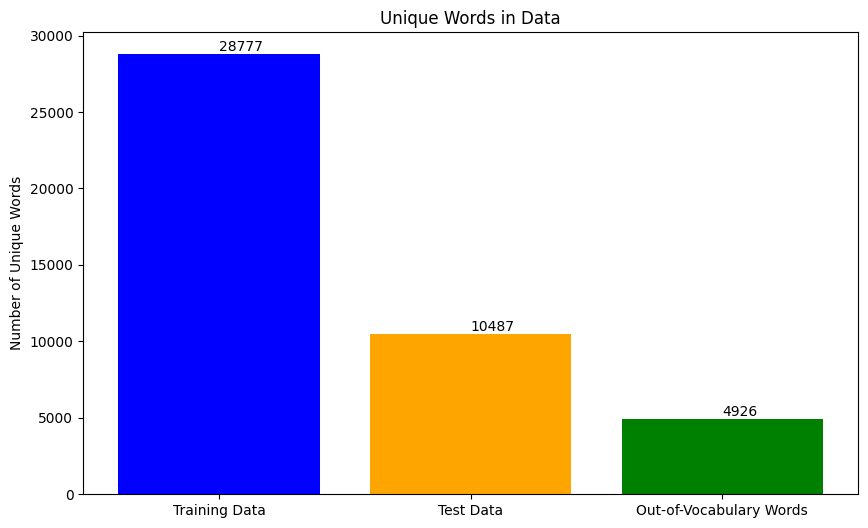 Unique Words in Data
Number of Unique Words
30000
25000
20000
15000
10000
5000
0
28777
10487
4926
Training Data
Test Data
Out-of-Vocabulary Words